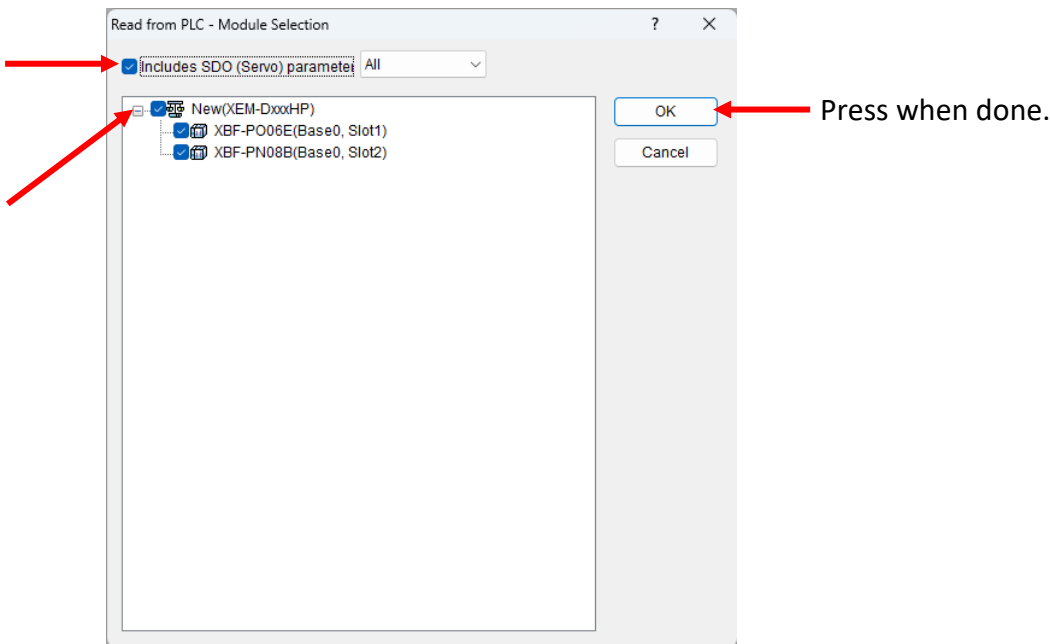 Read from PLC - Module Selection ? ×
Includes SDO (Servo) parameter All
New(XEM-DxxxHP)
XBF-PO06E(Base0, Slot1)
XBF-PN08B(Base0, Slot2)
OK
Cancel
Press when done.